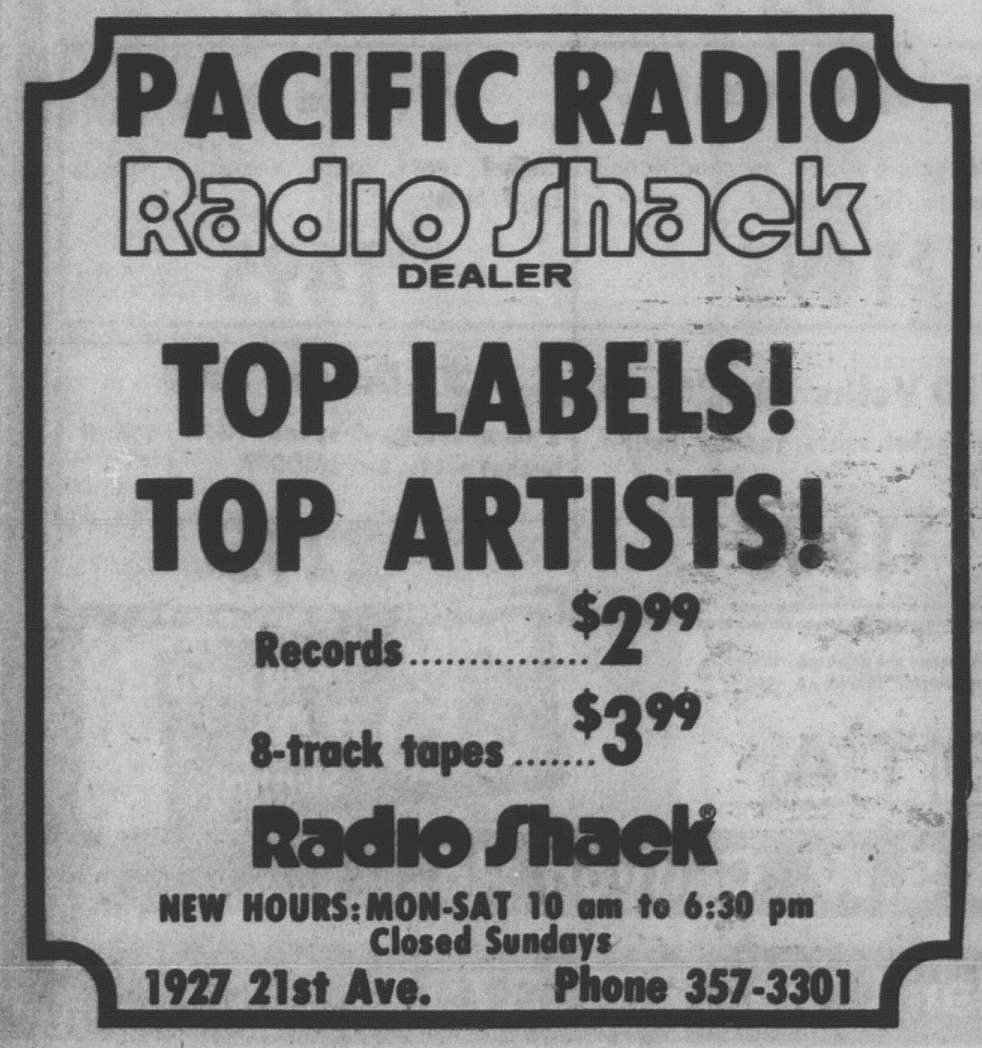 PACIFIC RADIO
Radio Shack
DEALER
TOP LABELS!
TOP ARTISTS!
Records...............$2.99
8-track tapes.......$3.99
Radio Shack®
NEW HOURS: MON-SAT 10 am to 6:30 pm
Closed Sundays
1927 21st Ave. Phone 357-3301